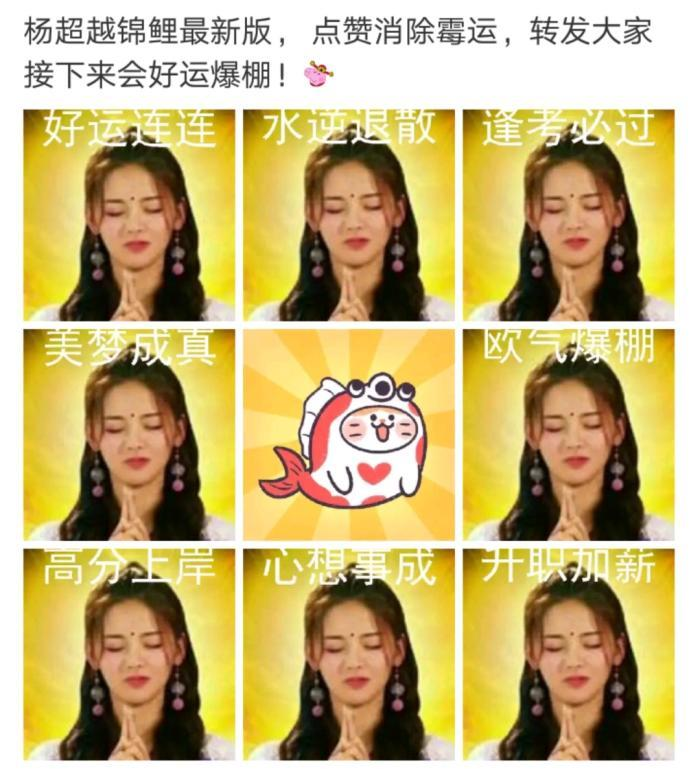 杨超越锦鲤最新版， 点赞消除霉运，转发大家
接下来会好运爆棚！
好运连连
水逆退散
逢考必过
美梦成真
欧气爆棚
高分上岸
心想事成
升职加薪